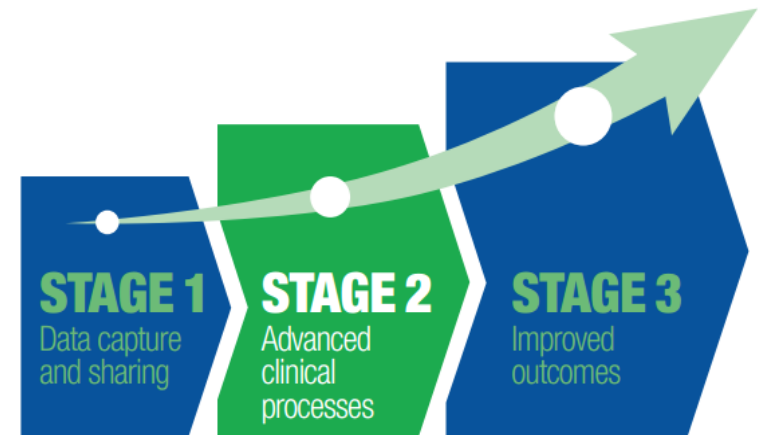 STAGE 1
Data capture
and sharing
STAGE 2
Advanced
clinical
processes
STAGE 3
Improved
outcomes